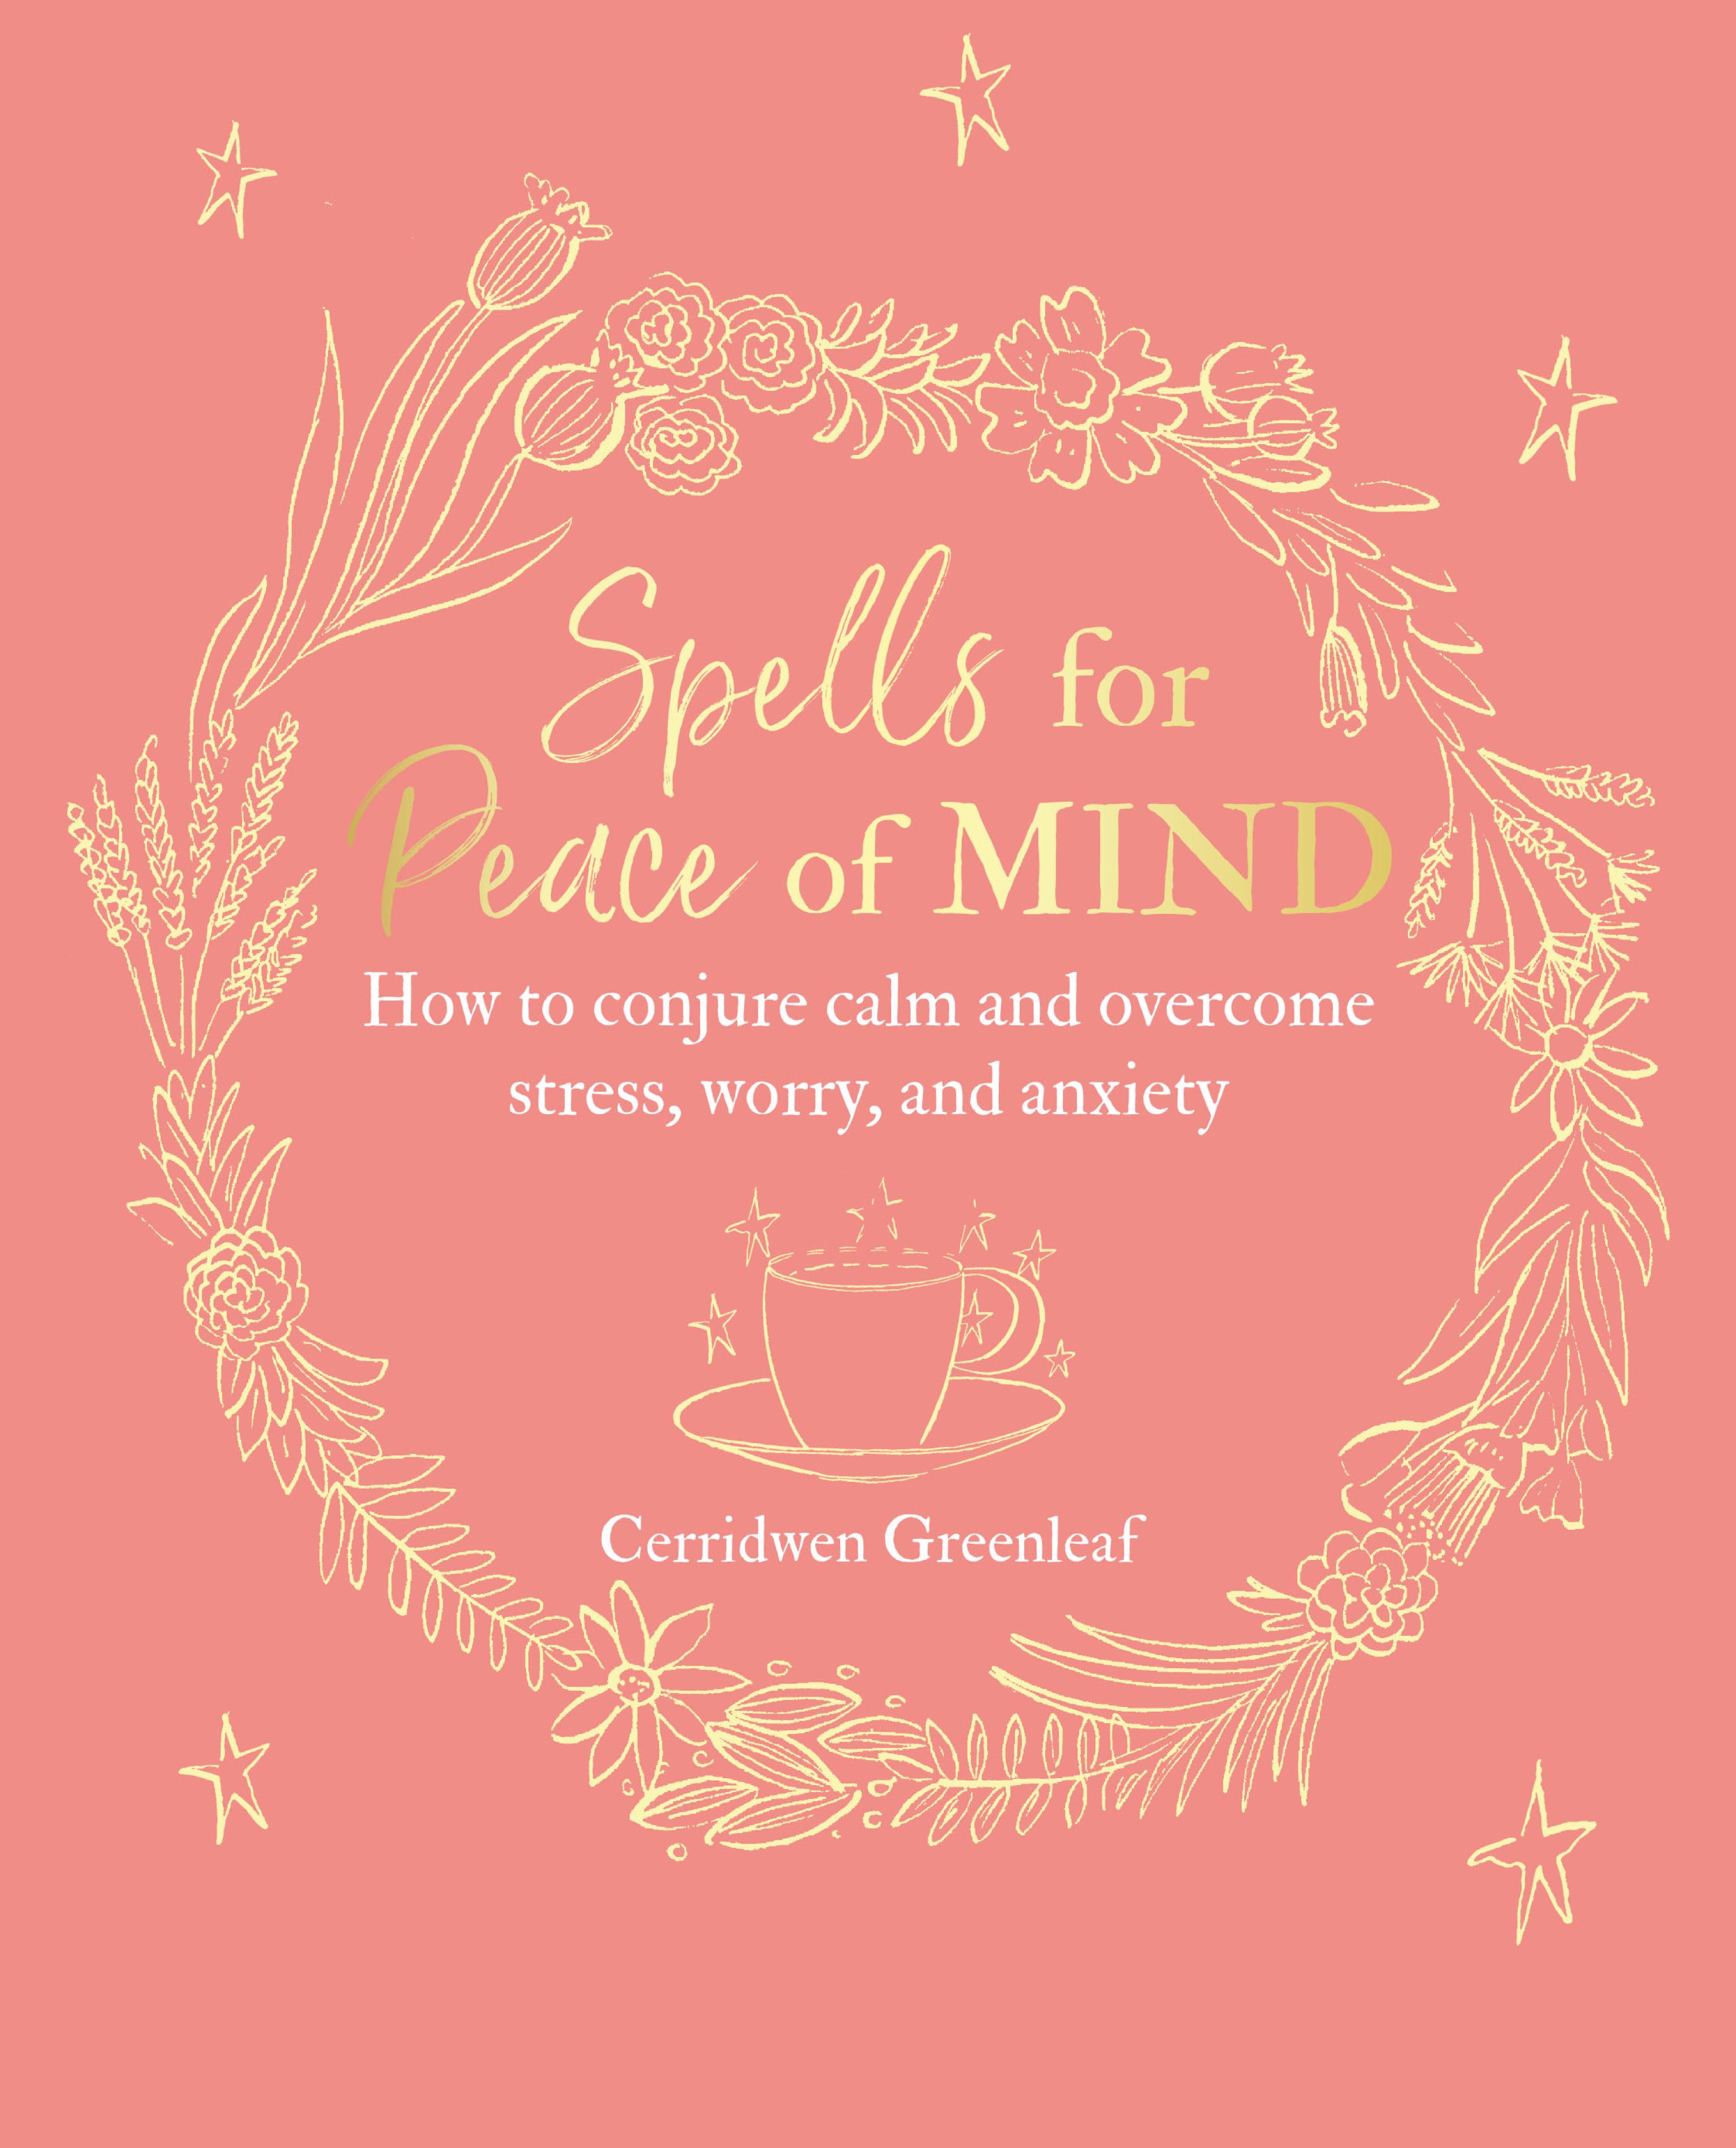 Spells for
Peace of MIND
How to conjure calm and overcome
stress, worry, and anxiety
Cerridwen Greenleaf